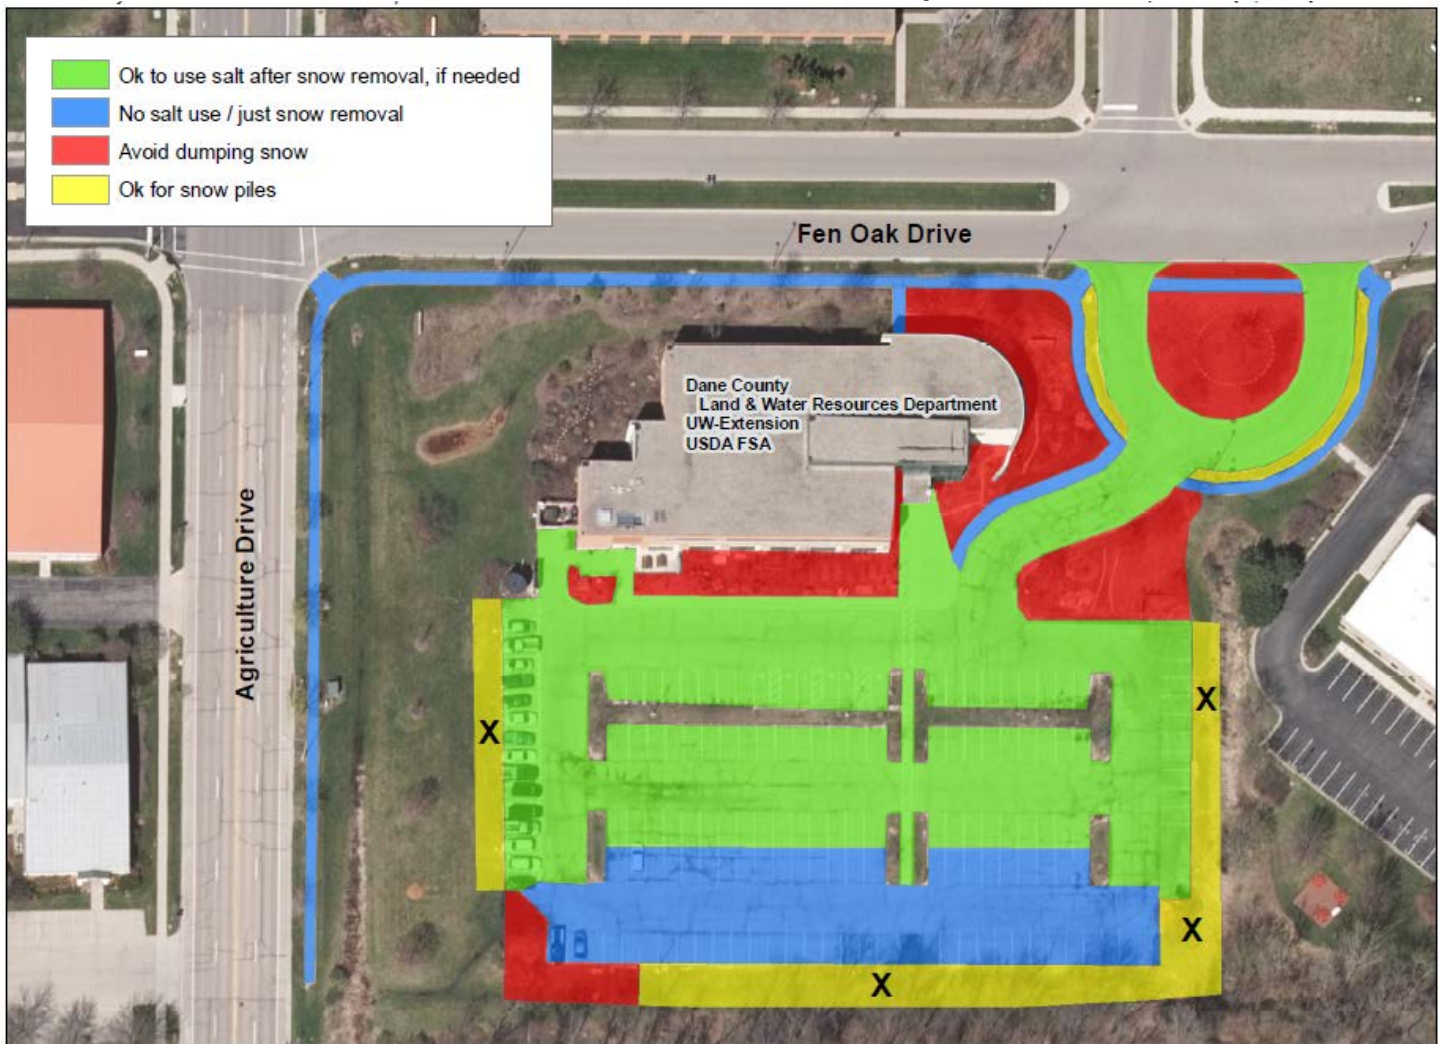 Ok to use salt after snow removal, if needed
No salt use / just snow removal
Avoid dumping snow
Ok for snow piles
Fen Oak Drive
Dane County
Land & Water Resources Department
UW-Extension
USDA FSA
Agriculture Drive
X
X
X
X